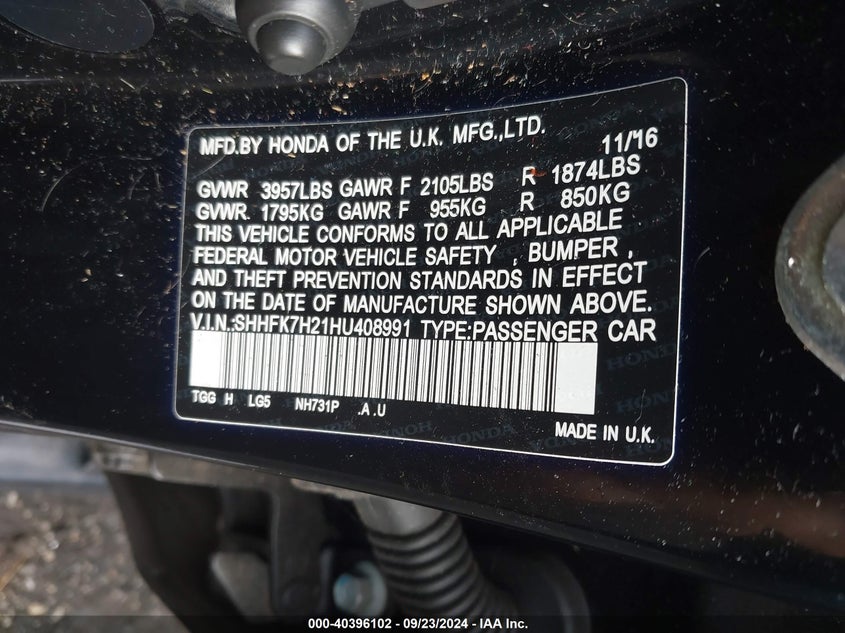 MFD.BY HONDA OF THE U.K. MFG.,LTD. 11/'16
GVWR 3957LBS GAWR F 2105LBS R 1874LBS
GVWR. 1795KG GAWR F 955KG R 850KG
THIS VEHICLE CONFORMS TO ALL APPLICABLE
FEDERAL MOTOR VEHICLE SAFETY , BUMPER ,
AND THEFT PREVENTION STANDARDS IN EFFECT
ON THE DATE OF MANUFACTURE SHOWN ABOVE.
V.I.N.:SHHFK7H21HU408991 TYPE:PASSENGER CAR
TGG H LG5 NH731P .A .U
MADE IN U.K.
000-40396102 — 09/23/2024 — IAA Inc.